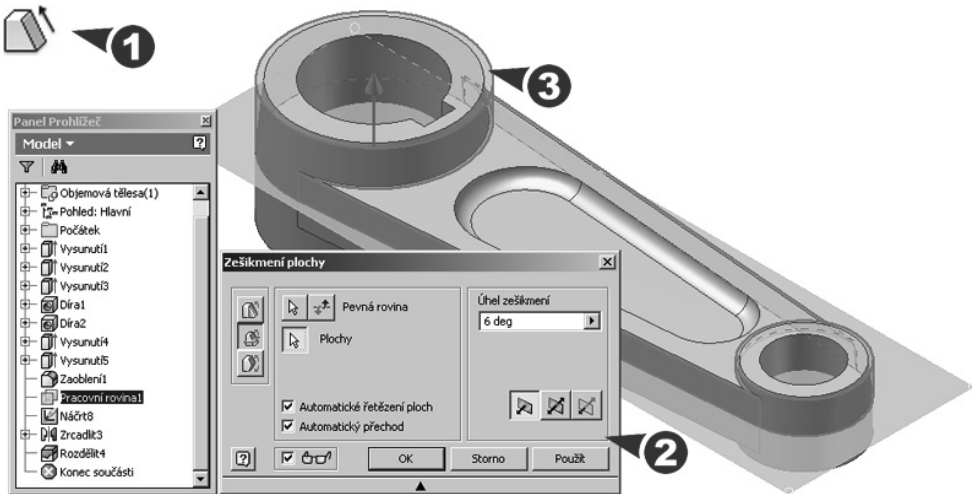 1
3
Panel Prohlížeč
Model
Objemová tělesa(1)
Pohled: Hlavní
Počátek
Vysunutí1
Vysunutí2
Vysunutí3
Díra1
Díra2
Vysunutí4
Vysunutí5
Zaoblení1
Pracovní rovina1
Náčrt8
Zrcadlit3
Rozdělit4
Konec součásti
Zešikmení plochy
Pevná rovina
Plochy
Automatické řetězení ploch
Automatický přechod
Úhel zešikmení
6 deg
OK
Storno
Použít
2